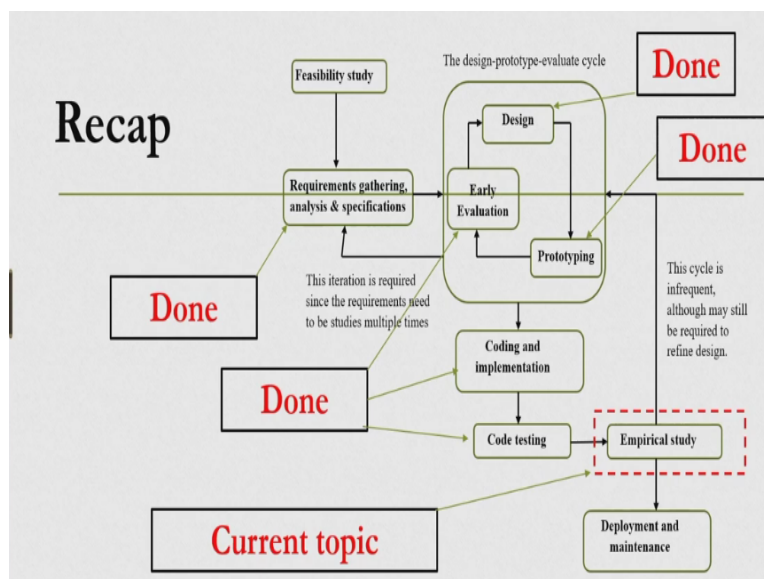 Recap
Feasibility study
The design-prototype-evaluate cycle
Done
Design
Done
Requirements gathering,
analysis & specifications
Early
Evaluation
Prototyping
Done
This iteration is required
since the requirements need
to be studies multiple times
This cycle is
infrequent,
although may still
be required to
refine design.
Coding and
implementation
Done
Code testing
Empirical study
Current topic
Deployment and
maintenance